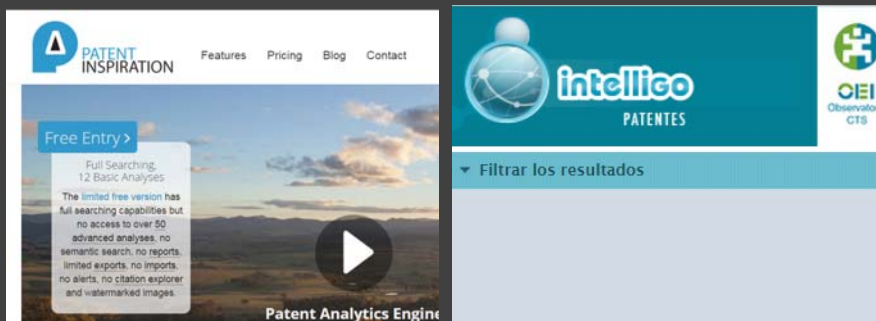 PATENT
INSPIRATION
Features Pricing Blog Contact
Free Entry >
Full Searching,
12 Basic Analyses
The limited free version has
full searching capabilities but
no access to over 50
advanced analyses, no
semantic search, no reports,
limited exports, no imports,
no alerts, no citation explorer
and watermarked images.
Patent Analytics Engine
intelligo
PATENTES
OEI
CTS
Filtrar los resultados